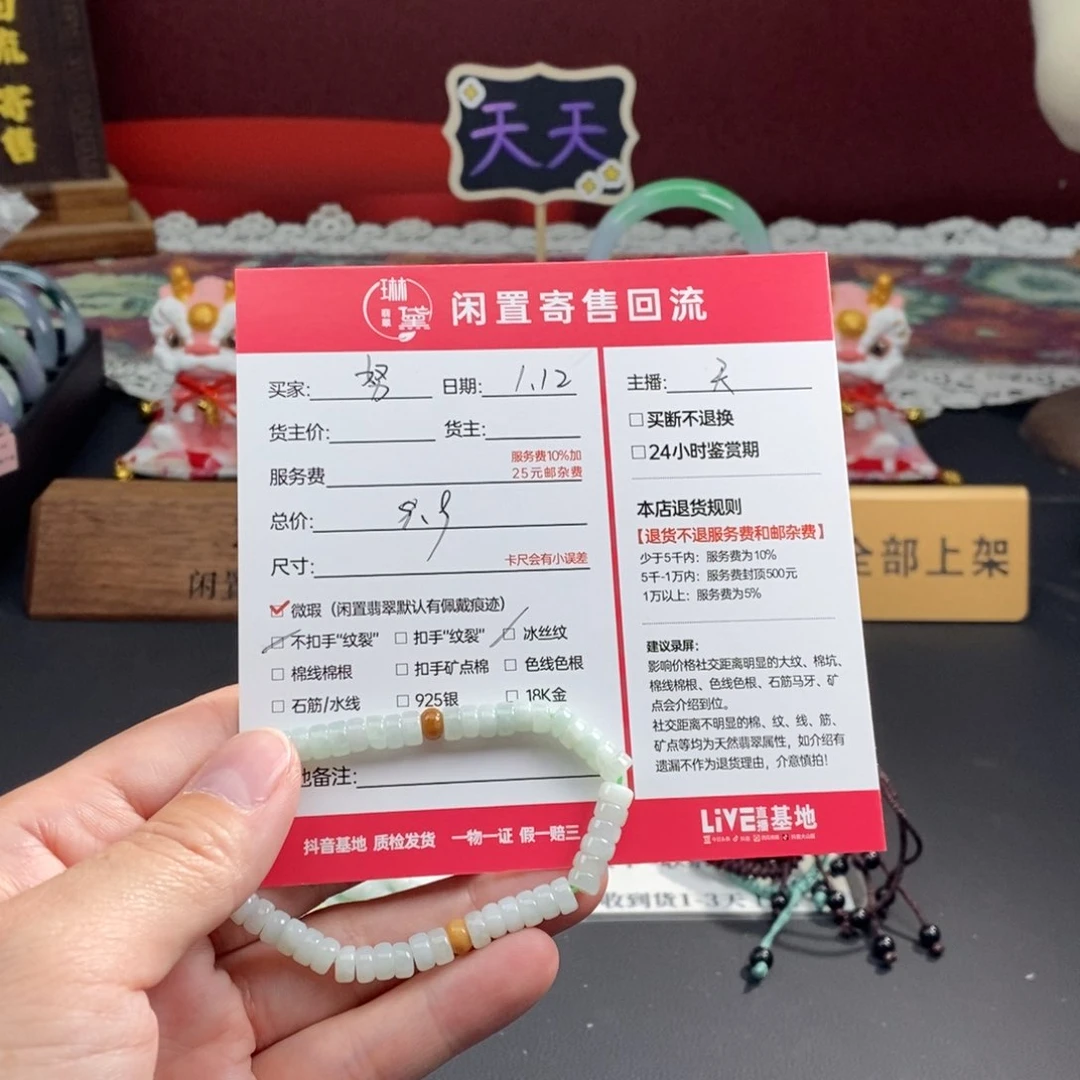 流
寄
售
天天
琳
黛
翡翠
闲置寄售回流
买家: 努 日期: 1.12
货主价: 货主:
服务费 服务费10%加
25元邮杂费
总价: 9.9
尺寸: 卡尺会有小误差
微瑕（闲置翡翠默认有佩戴痕迹）
不扣手“纹裂” 扣手“纹裂” 冰丝纹
棉线棉根 扣手矿点棉 色线色根
石筋/水线 925银 18K金
备注:
主播: 天
买断不退换
24小时鉴赏期
本店退货规则
【退货不退服务费和邮杂费】
少于5千内：服务费为10%
5千-1万内：服务费封顶500元
1万以上：服务费为5%
建议录屏：
影响价格社交距离明显的大纹、棉坑、
棉线棉根、色线色根、石筋马牙、矿
点会介绍到位。
社交距离不明显的棉、纹、线、筋、
矿点等均为天然翡翠属性，如介绍有
遗漏不作为退货理由，介意慎拍！
抖音基地 质检发货 一物一证 假一赔三
LiVE直播基地
闲置
全部上架
收到货1-3天